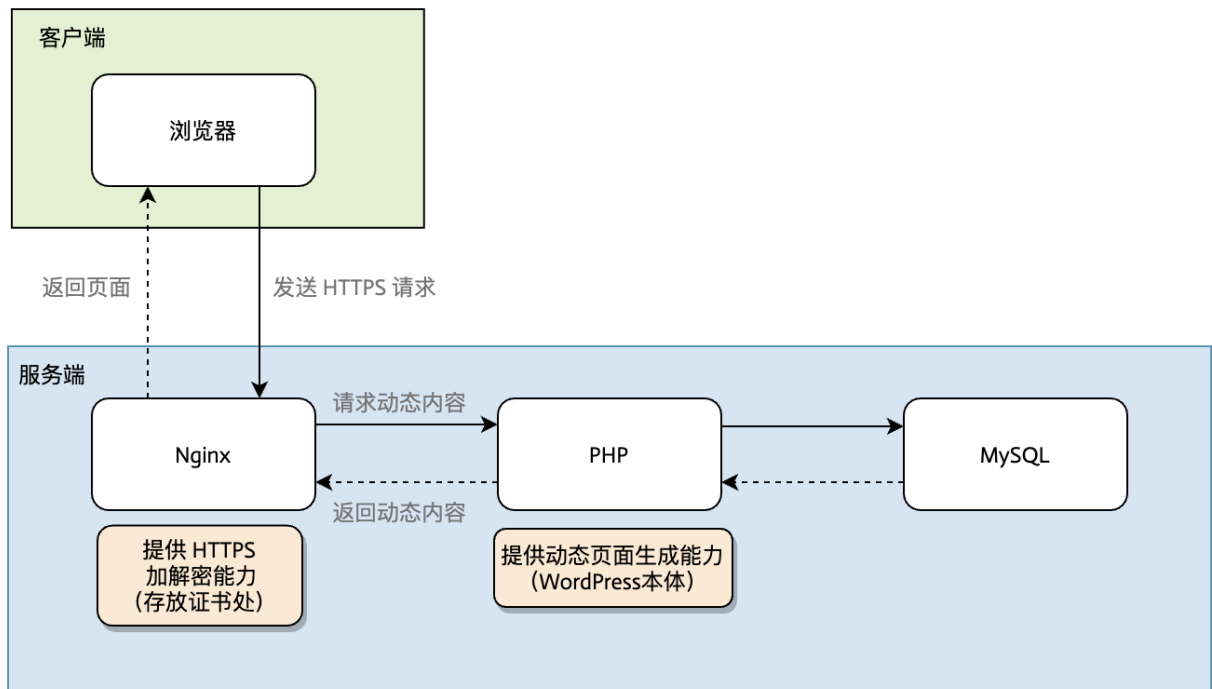 客户端
浏览器
返回页面
发送 HTTPS 请求
服务端
请求动态内容
Nginx
PHP
MySQL
返回动态内容
提供 HTTPS
加解密能力
（存放证书处）
提供动态页面生成能力
（WordPress本体）